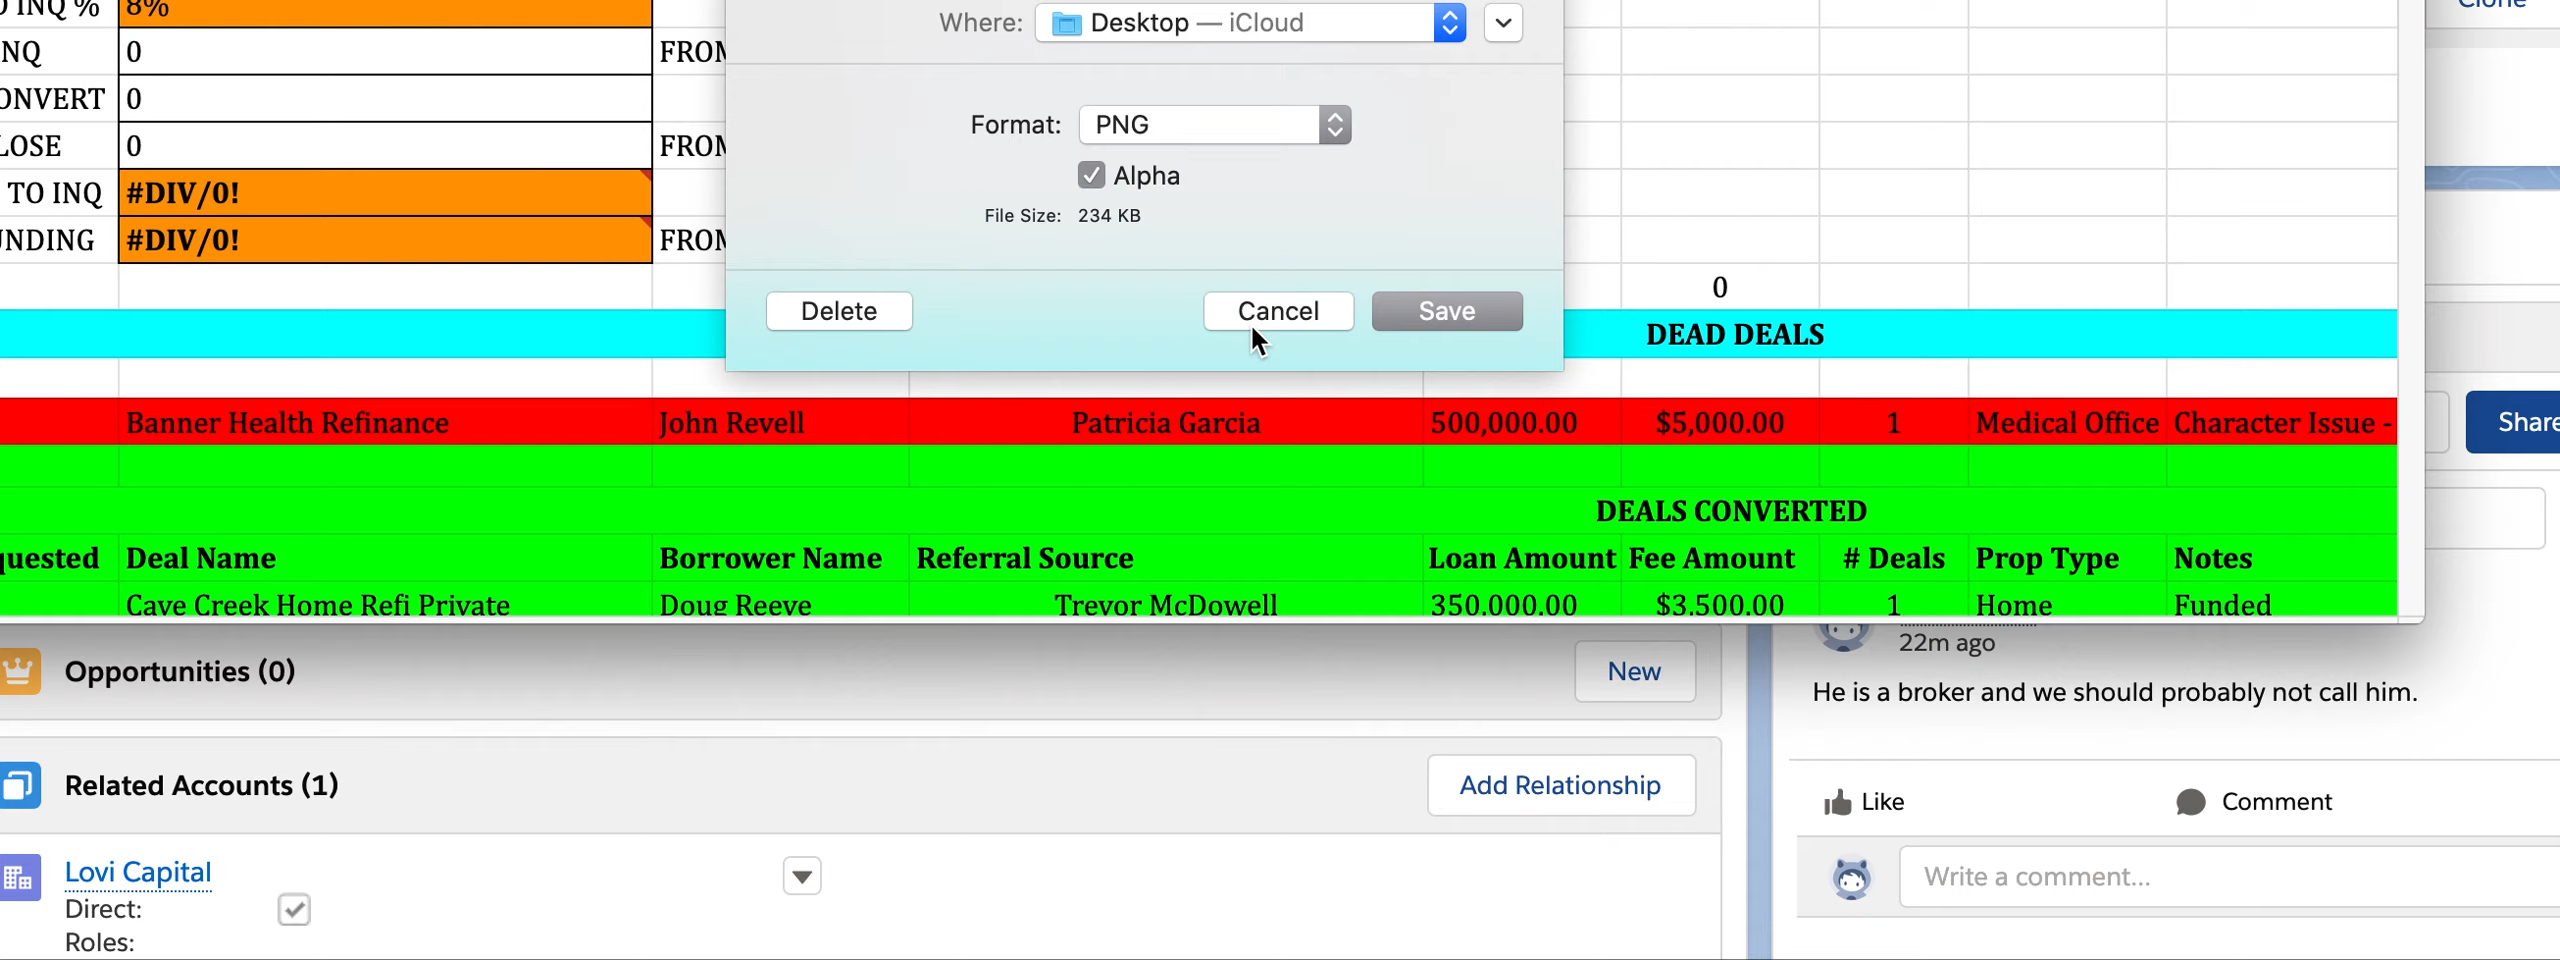 INQ % 8% Where: Desktop — iCloud
NQ 0 FROM
ONVERT 0 Format: PNG
LOSE 0 FROM Alpha
TO INQ #DIV/0! File Size: 234 KB
NDING #DIV/0! FROM
0
Delete Cancel Save
DEAD DEALS
Banner Health Refinance John Revell Patricia Garcia 500,000.00 $5,000.00 1 Medical Office Character Issue -
Share
DEALS CONVERTED
quested Deal Name Borrower Name Referral Source Loan Amount Fee Amount # Deals Prop Type Notes
Cave Creek Home Refi Private Doug Reeve Trevor McDowell 350,000.00 $3,500.00 1 Home Funded
Opportunities (0) New
22m ago
He is a broker and we should probably not call him.
Related Accounts (1) Add Relationship
Like Comment
Lovi Capital
Write a comment...
Direct:
Roles: